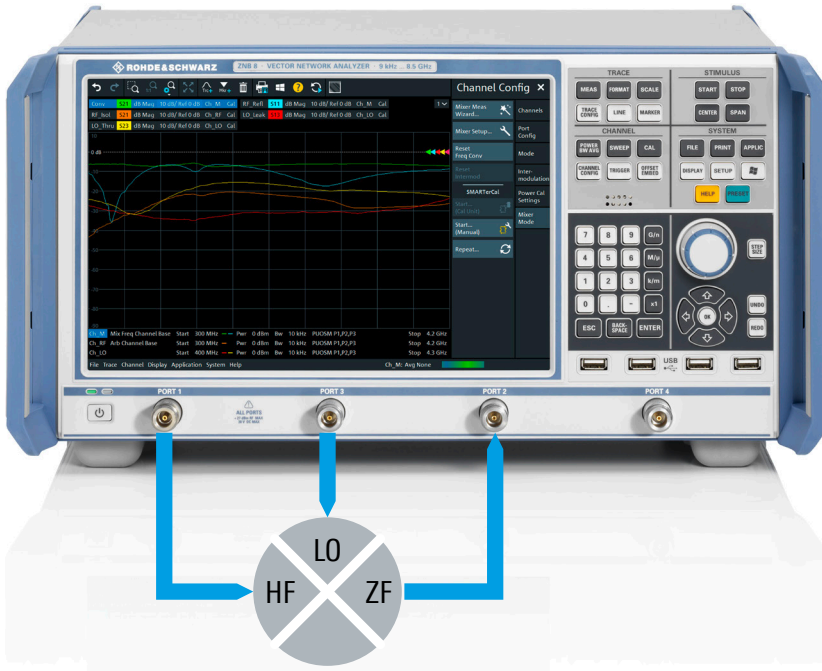 ROHDE&SCHWARZ ZNB 8 · VECTOR NETWORK ANALYZER · 9 kHz ... 8.5 GHz
Channel Config ×
Conv S21 dB Mag 10 dB/ Ref 0 dB Ch_M Cal RF_Refl S11 dB Mag 10 dB/ Ref 0 dB Ch_M Cal 1
RF_Isol S21 dB Mag 10 dB/ Ref 0 dB Ch_RF Cal LO_Leak dB Mag 10 dB/ Ref 0 dB Ch_LO Cal
LO_Thru S23 dB Mag 10 dB/ Ref 0 dB Ch_LO Cal
0 dB
Mixer Meas
Wizard...
Mixer Setup...
Reset
Freq Conv
Reset
Intermod
SMARTerCal
Start...
(Cal Unit)
Start...
(Manual)
Repeat...
Channels
Port
Config
Mode
Inter-
modulation
Power Cal
Settings
Mixer
Mode
Ch_M Mix Freq Channel Base Start 300 MHz Pwr 0 dBm Bw 10 kHz PUOSM P1,P2,P3 Stop 4.2 GHz
Ch_RF Arb Channel Base Start 300 MHz Pwr 0 dBm Bw 10 kHz PUOSM P1,P2,P3 Stop 4.2 GHz
Ch_LO Start 400 MHz Pwr 0 dBm Bw 10 kHz PUOSM P1,P2,P3 Stop 4.3 GHz
File Trace Channel Display Application System Help Ch_M: Avg None
TRACE STIMULUS
MEAS FORMAT SCALE START STOP
TRACE CONFIG LINE MARKER CENTER SPAN
CHANNEL SYSTEM
POWER BW AVG SWEEP CAL FILE PRINT APPLIC
CHANNEL CONFIG TRIGGER OFFSET EMBED DISPLAY SETUP
HELP PRESET
7 8 9 G/n
4 5 6 M/µ
1 2 3 k/m
0 . - x1
ESC BACK-SPACE ENTER
STEP
SIZE
OK
UNDO
REDO
USB
PORT 1 PORT 3 PORT 2 PORT 4
ALL PORTS
LO
HF ZF